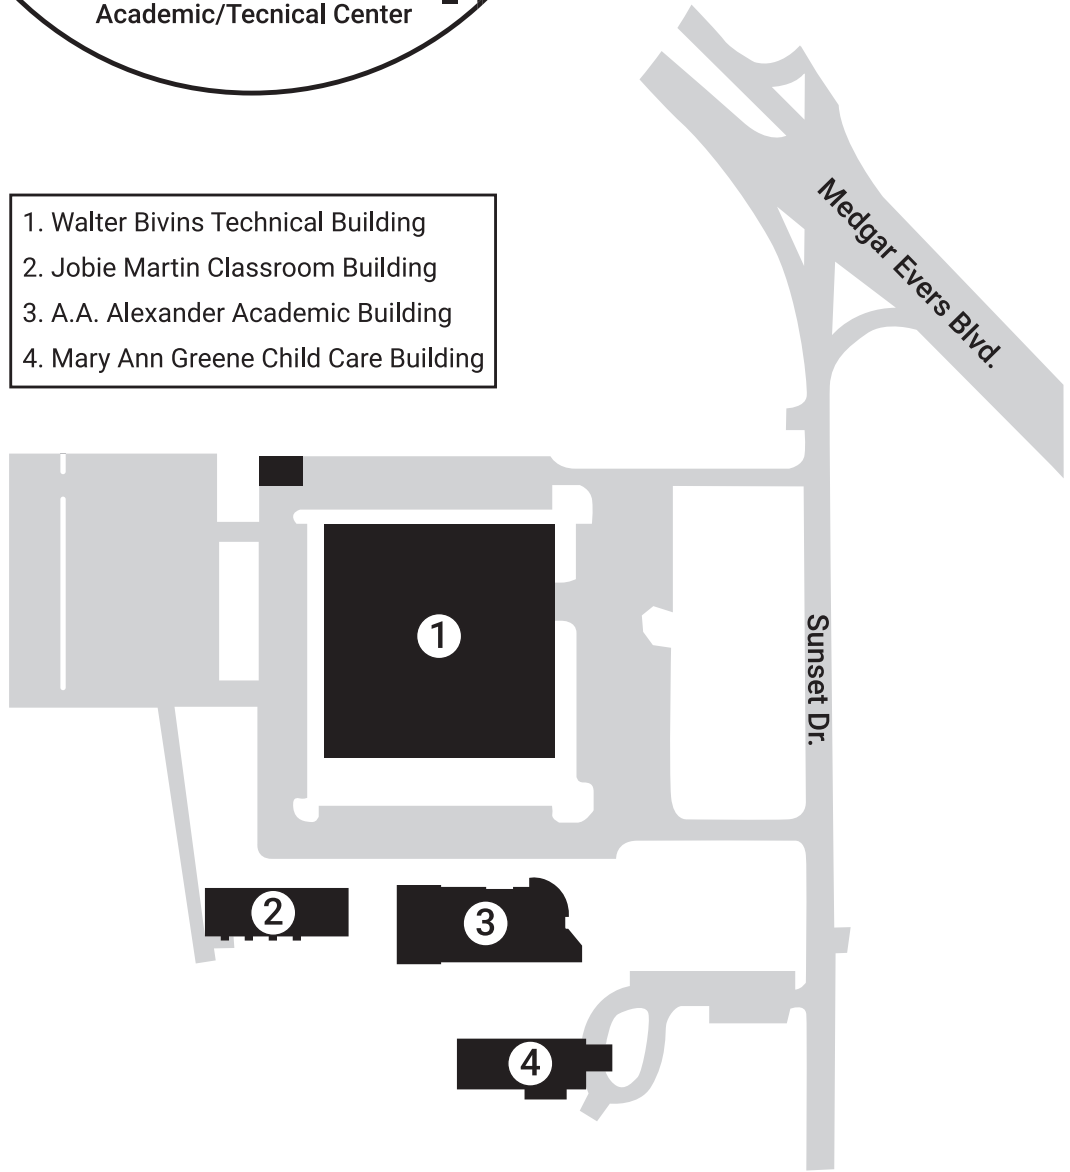 Academic/Tecnical Center
1. Walter Bivins Technical Building
2. Jobie Martin Classroom Building
3. A.A. Alexander Academic Building
4. Mary Ann Greene Child Care Building
Medgar Evers Blvd.
1
Sunset Dr.
2
3
4